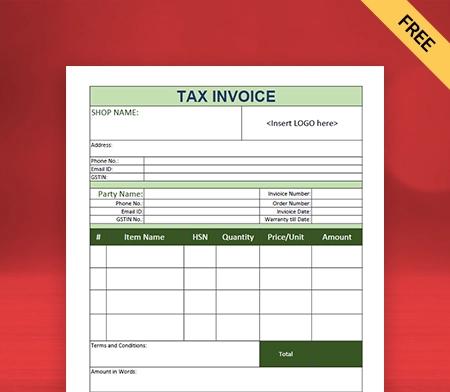 FREE
TAX INVOICE
SHOP NAME:
<Insert LOGO here>
Address:
Phone No.:
Email ID:
GSTIN:
Party Name: Invoice Number:
Phone No.: Order Number:
Email ID: Invoice Date:
GSTIN No.: Warranty till Date:
# Item Name HSN Quantity Price/Unit Amount
Terms and Conditions:
Total
Amount in Words: